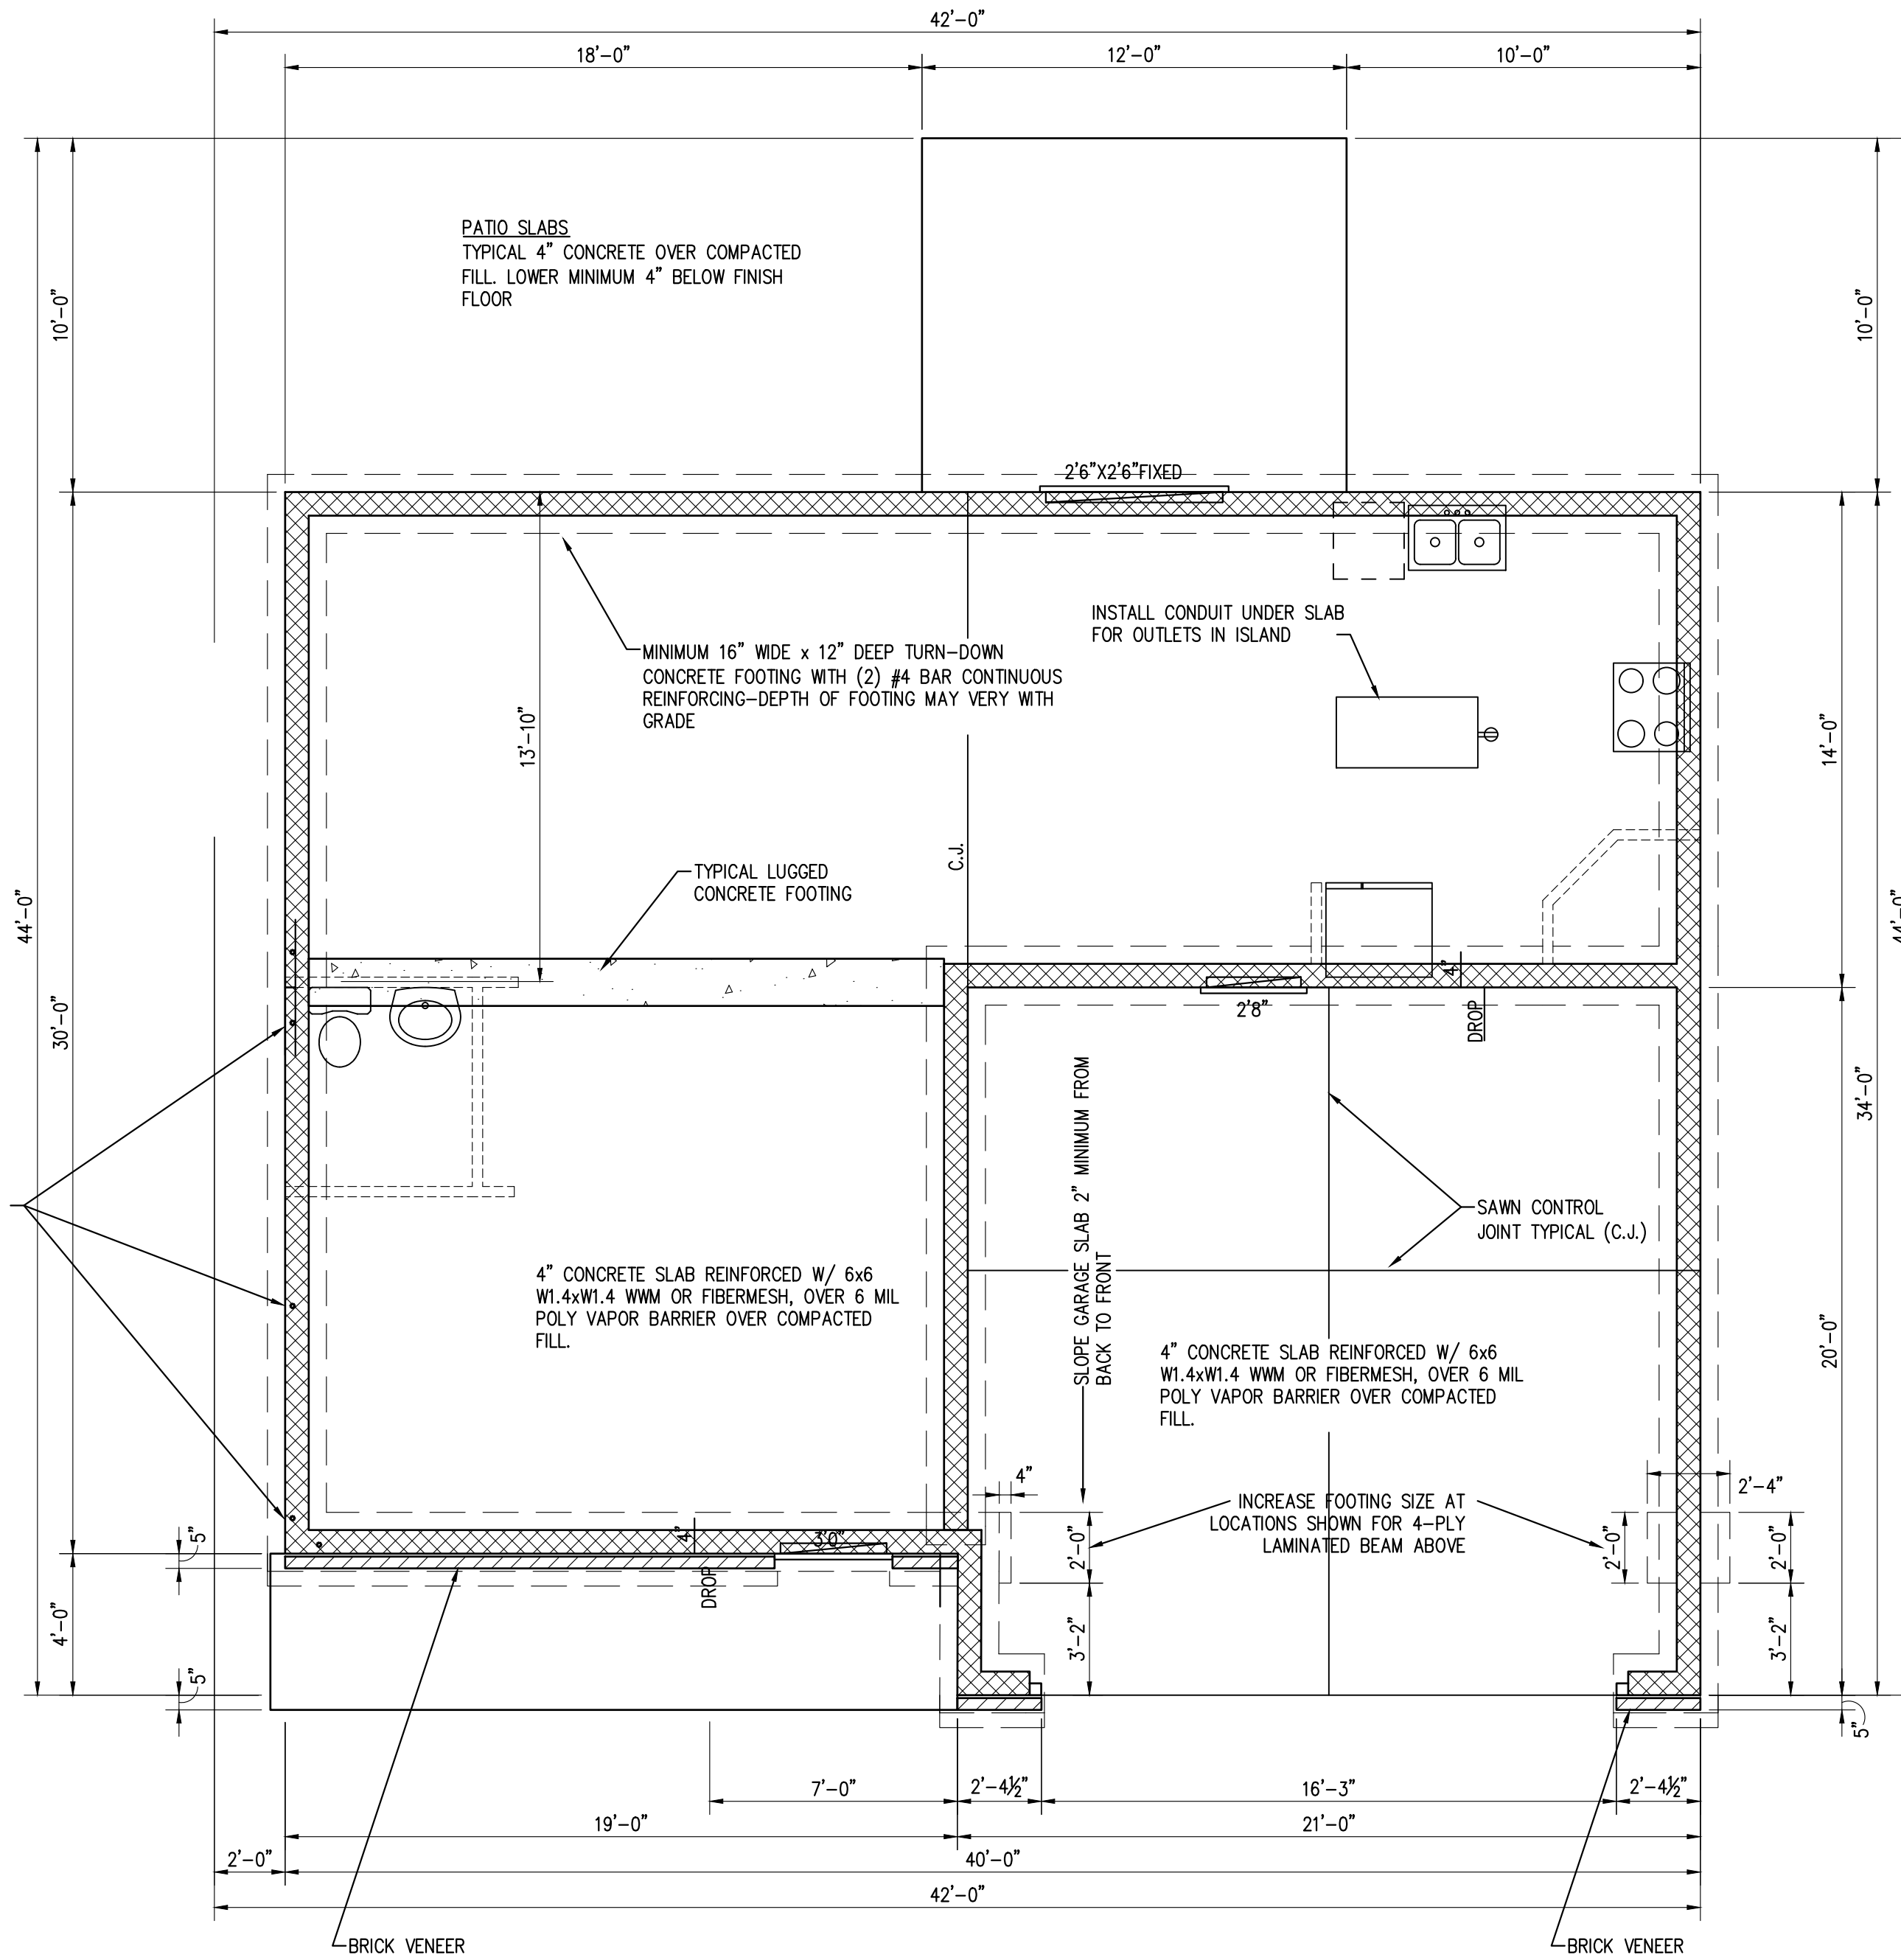 42'-0"
18'-0"
12'-0"
10'-0"
PATIO SLABS
TYPICAL 4" CONCRETE OVER COMPACTED
FILL. LOWER MINIMUM 4" BELOW FINISH
FLOOR
10'-0"
10'-0"
2'6"X2'6"FIXED
INSTALL CONDUIT UNDER SLAB
FOR OUTLETS IN ISLAND
MINIMUM 16" WIDE x 12" DEEP TURN-DOWN
CONCRETE FOOTING WITH (2) #4 BAR CONTINUOUS
REINFORCING-DEPTH OF FOOTING MAY VERY WITH
GRADE
13'-10"
14'-0"
C.J.
TYPICAL LUGGED
CONCRETE FOOTING
44'-0"
44'-0"
30'-0"
4"
2'8"
DROP
34'-0"
SLOPE GARAGE SLAB 2" MINIMUM FROM
BACK TO FRONT
SAWN CONTROL
JOINT TYPICAL (C.J.)
4" CONCRETE SLAB REINFORCED W/ 6x6
W1.4xW1.4 WWM OR FIBERMESH, OVER 6 MIL
POLY VAPOR BARRIER OVER COMPACTED
FILL.
20'-0"
4" CONCRETE SLAB REINFORCED W/ 6x6
W1.4xW1.4 WWM OR FIBERMESH, OVER 6 MIL
POLY VAPOR BARRIER OVER COMPACTED
FILL.
4"
2'-4"
INCREASE FOOTING SIZE AT
LOCATIONS SHOWN FOR 4-PLY
LAMINATED BEAM ABOVE
5"
4"
3'0"
2'-0"
2'-0"
2'-0"
DROP
4'-0"
3'-2"
3'-2"
5"
5"
7'-0"
2'-4½"
16'-3"
2'-4½"
19'-0"
21'-0"
2'-0"
40'-0"
42'-0"
BRICK VENEER
BRICK VENEER